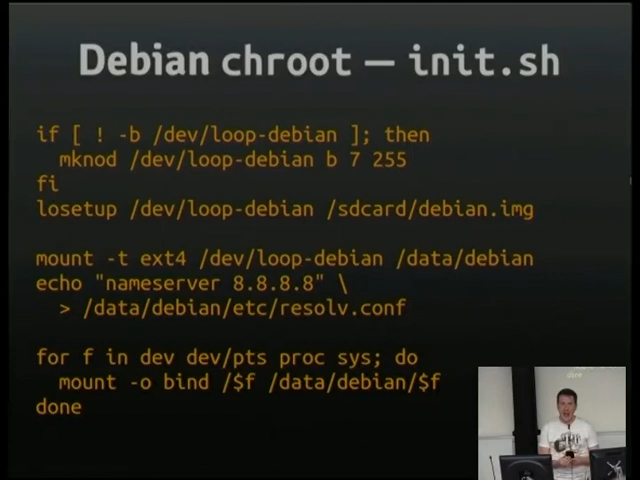 Debian chroot — init.sh
if [ ! -b /dev/loop-debian ]; then
mknod /dev/loop-debian b 7 255
fi
losetup /dev/loop-debian /sdcard/debian.img
mount -t ext4 /dev/loop-debian /data/debian
echo "nameserver 8.8.8.8" \
> /data/debian/etc/resolv.conf
for f in dev dev/pts proc sys; do
mount -o bind /$f /data/debian/$f
done
done